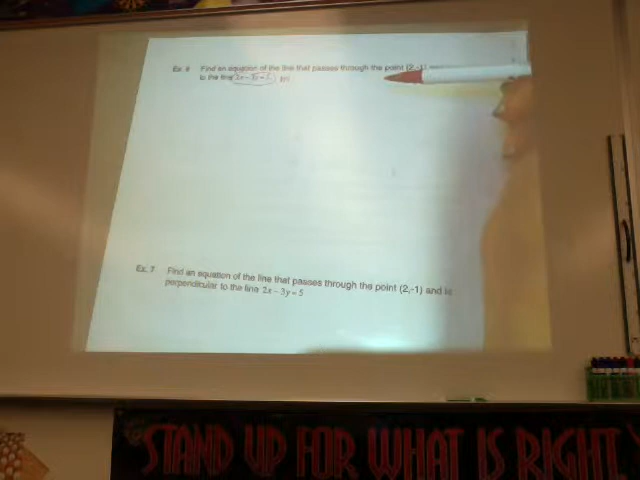 Ex. 6 Find an equation of the line that passes through the point (2,-1)
to the line 2x - 3y = 5
Ex. 7 Find an equation of the line that passes through the point (2,-1) and is
perpendicular to the line 2x - 3y = 5
STAND UP FOR WHAT IS RIGHT